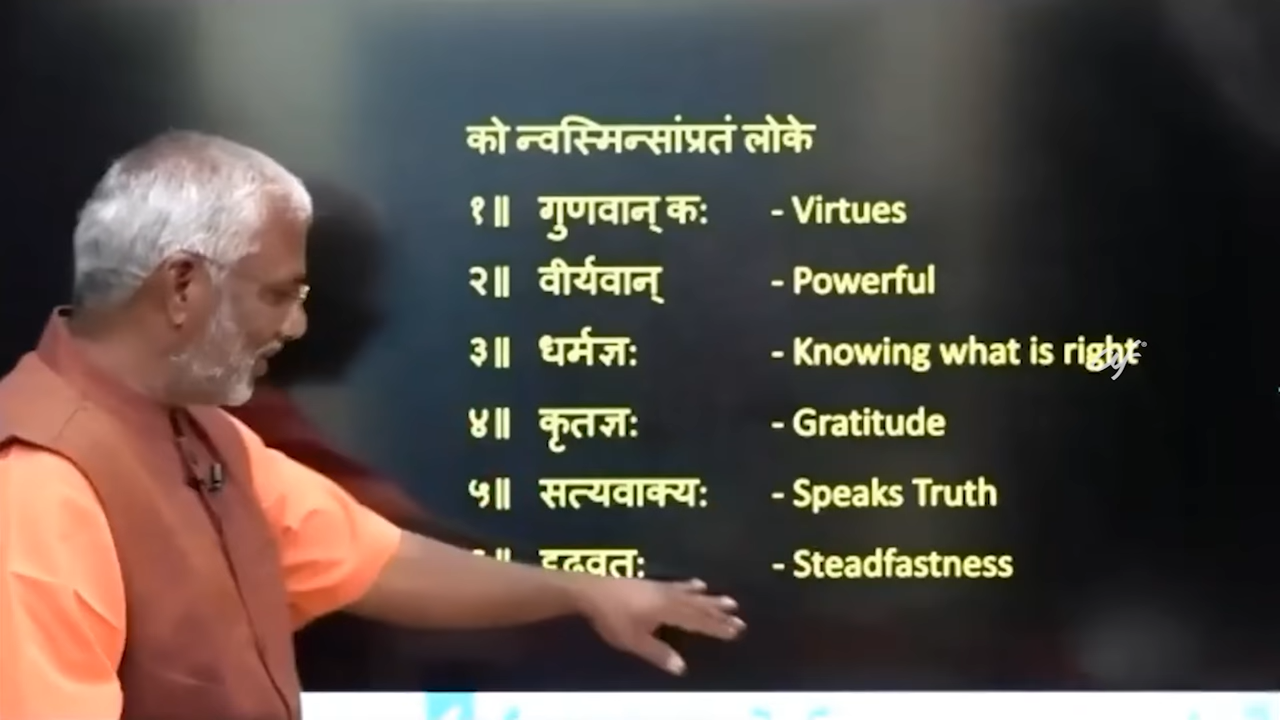 को न्वस्मिन्सांप्रतं लोके
१॥ गुणवान् कः - Virtues
२॥ वीर्यवान् - Powerful
३॥ धर्मज्ञः - Knowing what is right
४॥ कृतज्ञः - Gratitude
५॥ सत्यवाक्यः - Speaks Truth
- Steadfastness